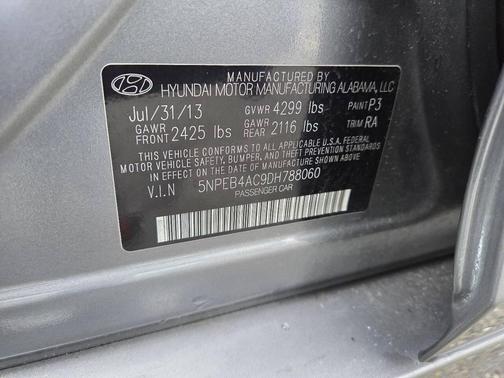 MANUFACTURED BY
HYUNDAI MOTOR MANUFACTURING ALABAMA, LLC
Jul/31/13 GVWR 4299 lbs PAINT P3
GAWR FRONT 2425 lbs GAWR REAR 2116 lbs TRIM RA
THIS VEHICLE CONFORMS TO ALL APPLICABLE U.S.A. FEDERAL
MOTOR VEHICLE SAFETY, BUMPER, AND THEFT PREVENTION STANDARDS
IN EFFECT ON THE DATE OF MANUFACTURE SHOWN ABOVE.
V.I.N 5NPEB4AC9DH788060
PASSENGER CAR